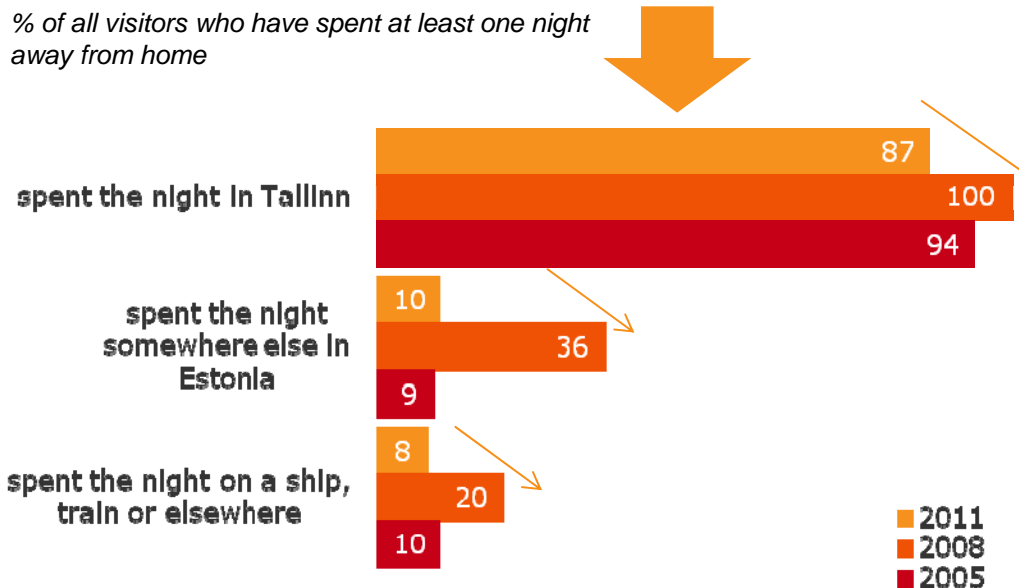 % of all visitors who have spent at least one night
away from home
87
spent the night in Tallinn
100
94
10
spent the night
somewhere else in
Estonia
36
9
8
spent the night on a ship,
train or elsewhere
20
10
2011
2008
2005